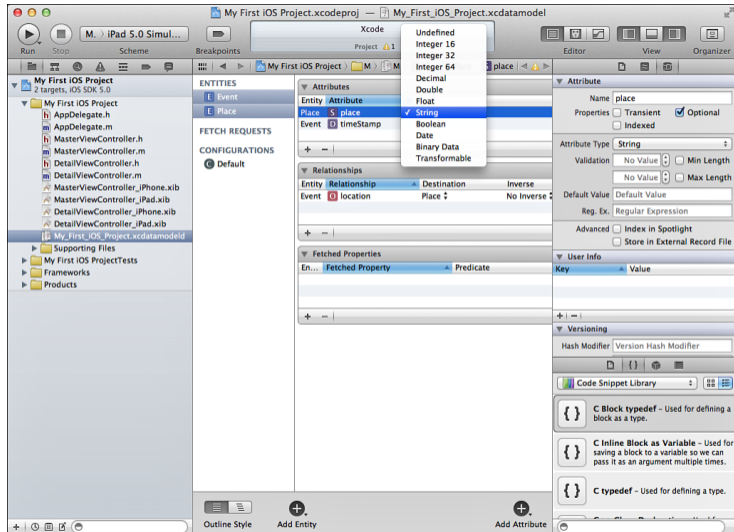 My First iOS Project.xcodeproj — My_First_iOS_Project.xcdatamodel
Run Stop Scheme Breakpoints Editor View Organizer
M. iPad 5.0 Simul...
Xcode
Project 1
My First iOS Project M M place
My First iOS Project
2 targets, iOS SDK 5.0
My First iOS Project
h AppDelegate.h
m AppDelegate.m
h MasterViewController.h
m MasterViewController.m
h DetailViewController.h
m DetailViewController.m
MasterViewController_iPhone.xib
MasterViewController_iPad.xib
DetailViewController_iPhone.xib
DetailViewController_iPad.xib
My_First_iOS_Project.xcdatamodeld
Supporting Files
My First iOS ProjectTests
Frameworks
Products
ENTITIES
E Event
E Place
FETCH REQUESTS
CONFIGURATIONS
C Default
Attributes
Entity Attribute
Place S place
Event D timeStamp
+ −
Undefined
Integer 16
Integer 32
Integer 64
Decimal
Double
Float
✓ String
Boolean
Date
Binary Data
Transformable
Relationships
Entity Relationship Destination Inverse
Event O location Place No Inverse
+ −
Fetched Properties
En... Fetched Property Predicate
+ −
Outline Style Add Entity Add Attribute
Attribute
Name place
Properties Transient Optional
Indexed
Attribute Type String
Validation No Value Min Length
No Value Max Length
Default Value Default Value
Reg. Ex. Regular Expression
Advanced Index in Spotlight
Store in External Record File
User Info
Key Value
+ −
Versioning
Hash Modifier Version Hash Modifier
{}
Code Snippet Library
{ } C Block typedef – Used for defining a
block as a type.
{ } C Inline Block as Variable – Used for
saving a block to a variable so we can
pass it as an argument multiple times.
{ } C typedef – Used for defining a type.